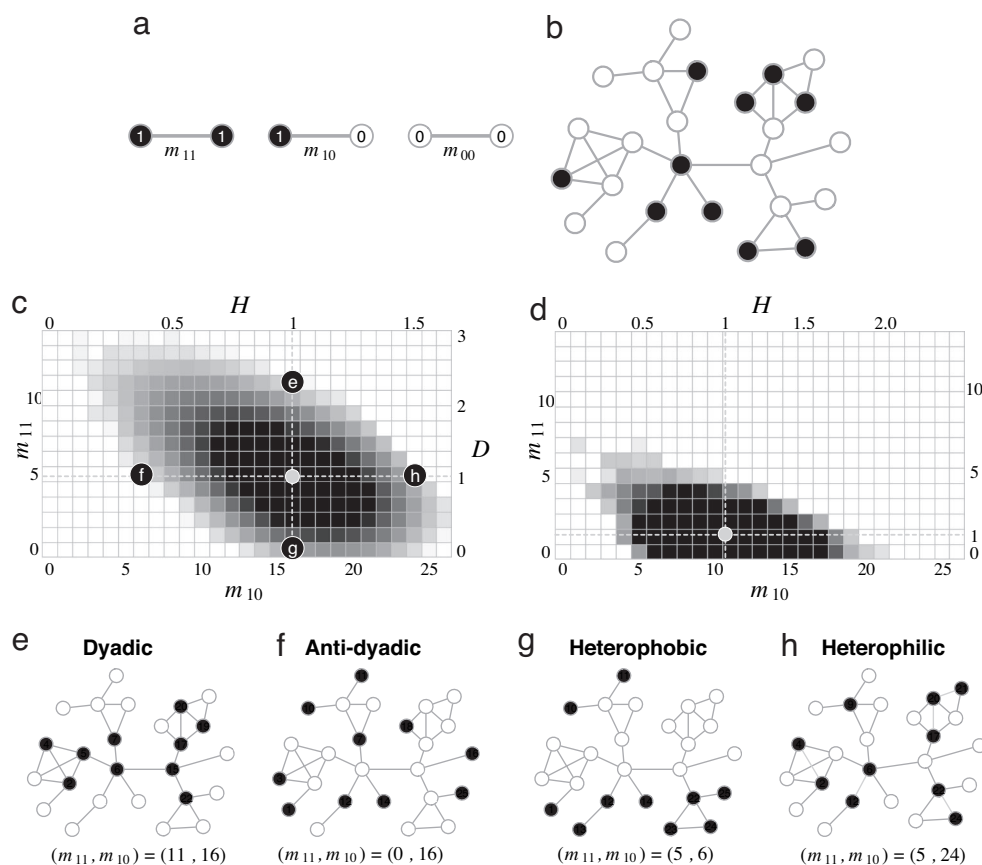 a
b
1 1 1 0 0 0
m11 m10 m00
c
H
0 0.5 1 1.5
3
2
D
1
0
m11
10
5
0
e
f
h
g
5 10 15 20 25
m10
d
H
0 0.5 1 1.5 2.0
m11
10
5
0
10
5
1
0
0 5 10 15 20 25
m10
e Dyadic
f Anti-dyadic
g Heterophobic
h Heterophilic
(m11, m10) = (11 , 16)
(m11, m10) = (0 , 16)
(m11, m10) = (5 , 6)
(m11, m10) = (5 , 24)